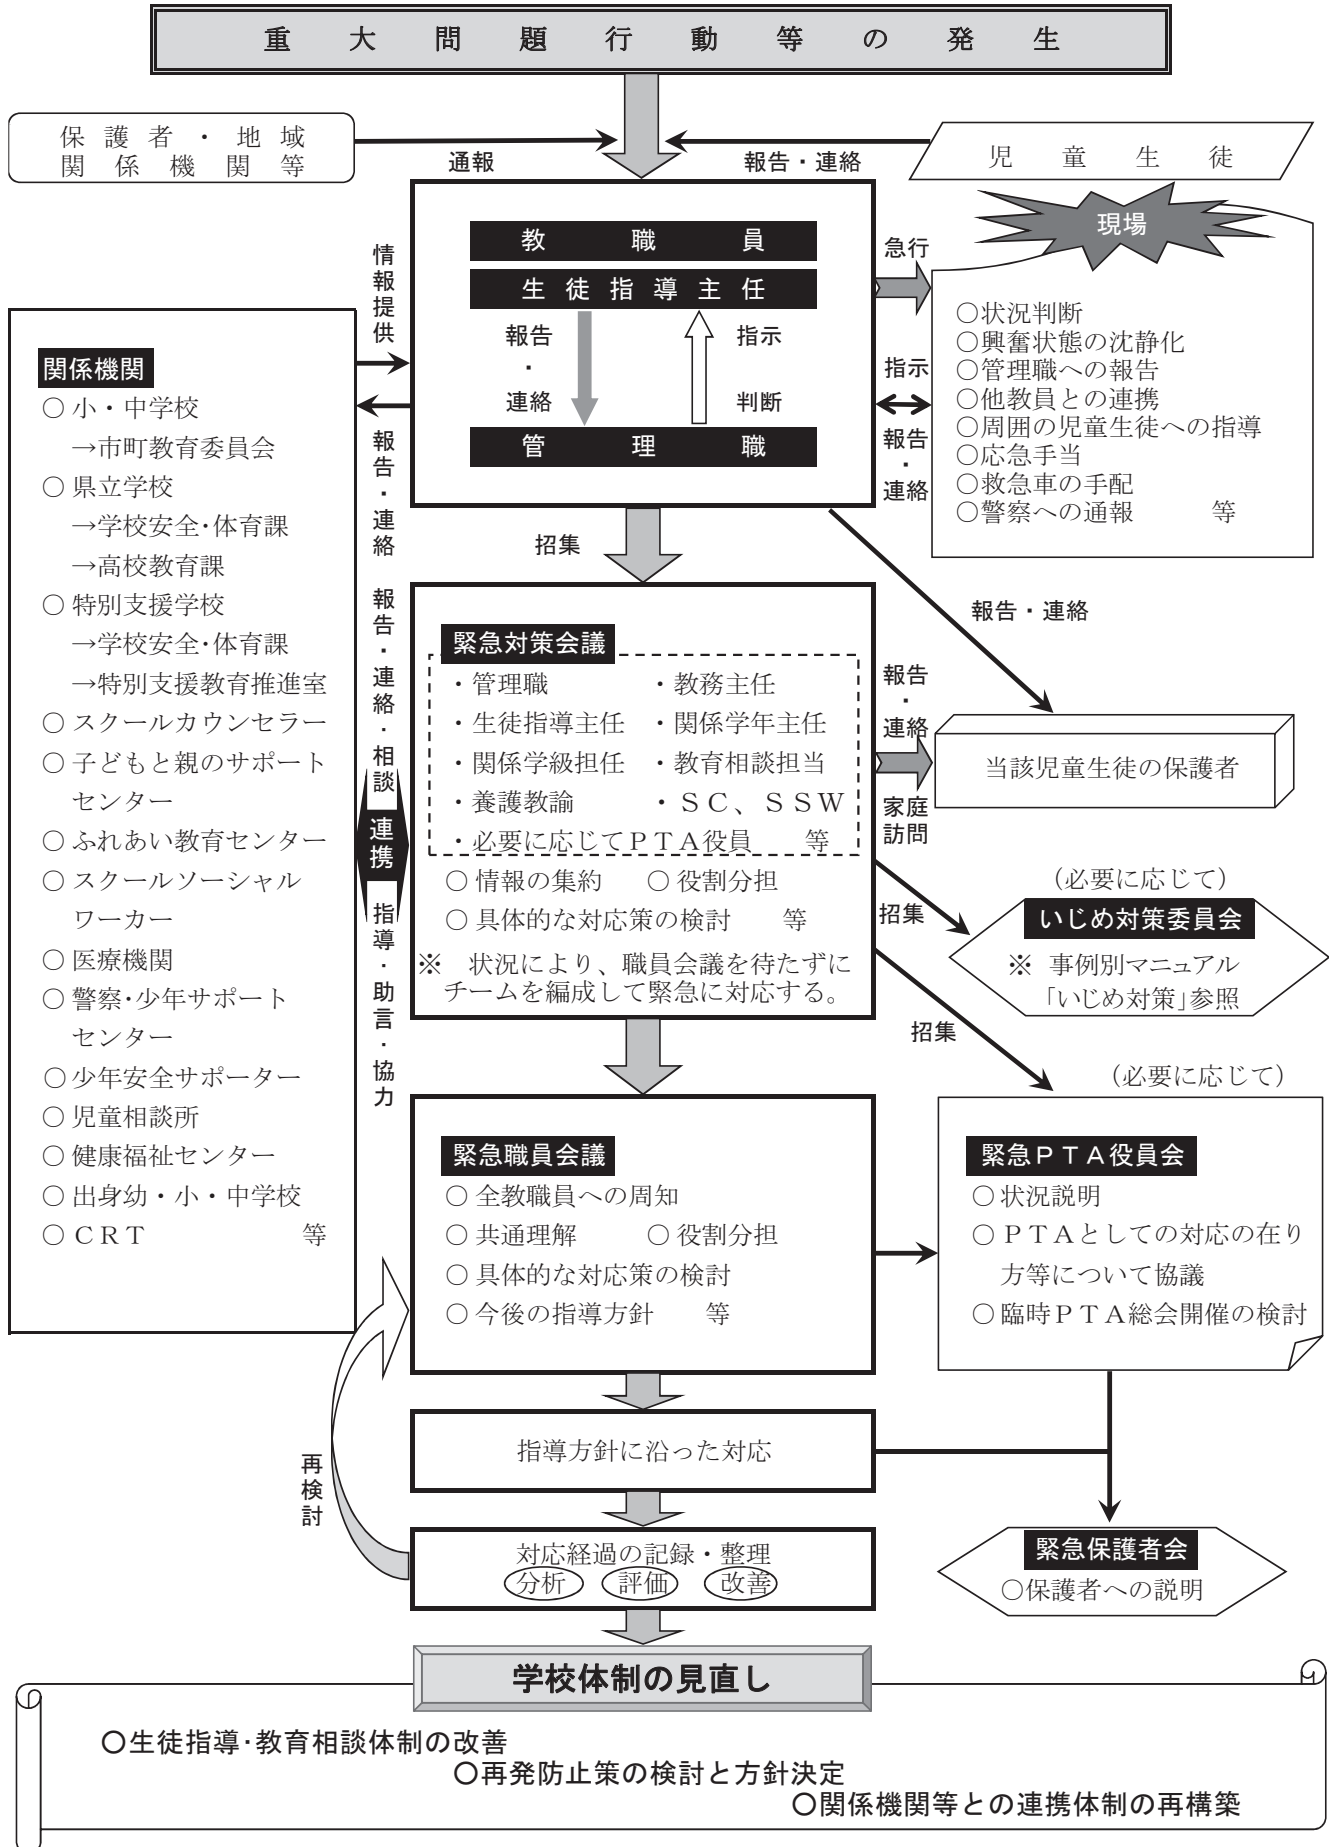 重大問題行動等の発生
保護者・地域
関係機関等
通報
報告・連絡
児童生徒
現場
教職員
生徒指導主任
報告
・
連絡
指示
判断
管理職
急行
指示
報告
・
連絡
○状況判断
○興奮状態の沈静化
○管理職への報告
○他教員との連携
○周囲の児童生徒への指導
○応急手当
○救急車の手配
○警察への通報　　　等
情報提供
報告・連絡
関係機関
○ 小・中学校
→市町教育委員会
○ 県立学校
→学校安全・体育課
→高校教育課
○ 特別支援学校
→学校安全・体育課
→特別支援教育推進室
○ スクールカウンセラー
○ 子どもと親のサポート
センター
○ ふれあい教育センター
○ スクールソーシャル
ワーカー
○ 医療機関
○ 警察・少年サポート
センター
○ 少年安全サポーター
○ 児童相談所
○ 健康福祉センター
○ 出身幼・小・中学校
○ ＣＲＴ　　　　　　等
報告・連絡・相談
連携
指導・助言・協力
招集
報告・連絡
緊急対策会議
・管理職　　　　・教務主任
・生徒指導主任　・関係学年主任
・関係学級担任　・教育相談担当
・養護教諭　　　・ＳＣ、ＳＳＷ
・必要に応じてＰＴＡ役員　　等
○ 情報の集約　　○ 役割分担
○ 具体的な対応策の検討　　等
※　状況により、職員会議を待たずに
チームを編成して緊急に対応する。
報告
・
連絡
家庭
訪問
当該児童生徒の保護者
招集
（必要に応じて）
いじめ対策委員会
※　事例別マニュアル
「いじめ対策」参照
招集
（必要に応じて）
緊急職員会議
○ 全教職員への周知
○ 共通理解　　　○ 役割分担
○ 具体的な対応策の検討
○ 今後の指導方針　　等
緊急ＰＴＡ役員会
○ 状況説明
○ ＰＴＡとしての対応の在り
方等について協議
○ 臨時ＰＴＡ総会開催の検討
指導方針に沿った対応
再検討
対応経過の記録・整理
分析　評価　改善
緊急保護者会
○保護者への説明
学校体制の見直し
○生徒指導・教育相談体制の改善
○再発防止策の検討と方針決定
○関係機関等との連携体制の再構築